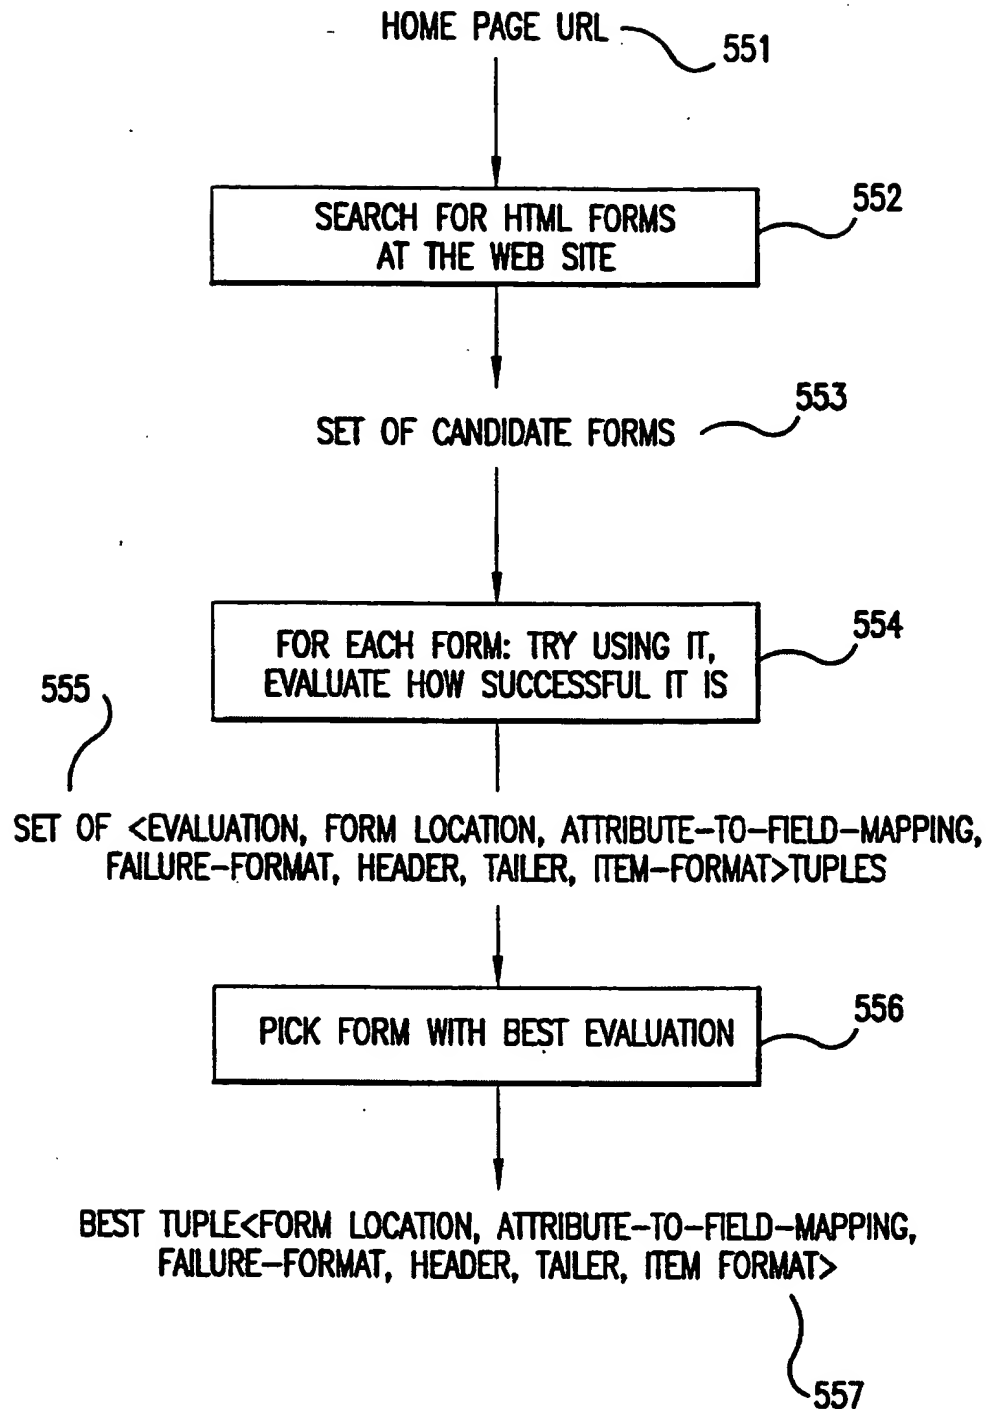 HOME PAGE URL
551
SEARCH FOR HTML FORMS
AT THE WEB SITE
552
SET OF CANDIDATE FORMS
553
FOR EACH FORM: TRY USING IT,
EVALUATE HOW SUCCESSFUL IT IS
554
555
SET OF <EVALUATION, FORM LOCATION, ATTRIBUTE-TO-FIELD-MAPPING,
FAILURE-FORMAT, HEADER, TAILER, ITEM-FORMAT>TUPLES
PICK FORM WITH BEST EVALUATION
556
BEST TUPLE<FORM LOCATION, ATTRIBUTE-TO-FIELD-MAPPING,
FAILURE-FORMAT, HEADER, TAILER, ITEM FORMAT>
557